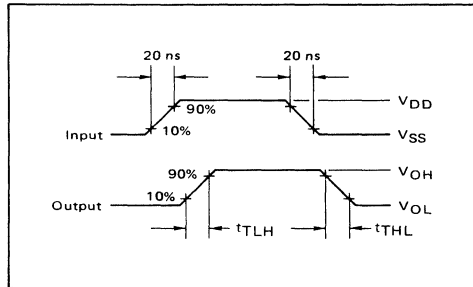 20 ns 20 ns
90% VDD
Input 10% VSS
90% VOH
Output 10% VOL
tTLH tTHL